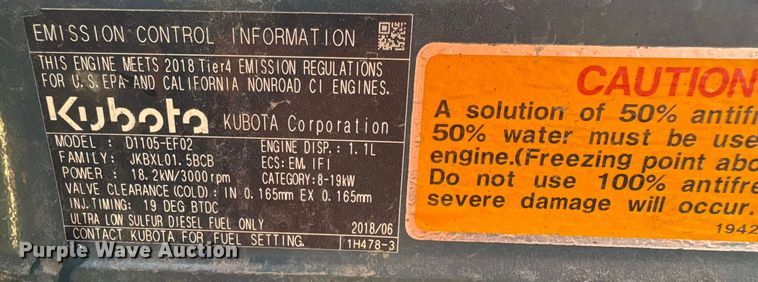 EMISSION CONTROL INFORMATION
THIS ENGINE MEETS 2018 Tier4 EMISSION REGULATIONS
FOR U.S. EPA AND CALIFORNIA NONROAD CI ENGINES.
Kubota KUBOTA Corporation
MODEL : D1105-EF02 ENGINE DISP.: 1.1L
FAMILY: JKBXL01.5BCB ECS:EM, IFI
POWER : 18.2kW/3000rpm CATEGORY:8-19kW
VALVE CLEARANCE (COLD) : IN 0.165mm EX 0.165mm
INJ.TIMING: 19 DEG BTDC
ULTRA LOW SULFUR DIESEL FUEL ONLY 2018/06
CONTACT KUBOTA FOR FUEL SETTING. 1H478-3
CAUTION
A solution of 50% antifr
50% water must be use
engine.(Freezing point abo
Do not use 100% antifre
severe damage will occur.
1942
Purple Wave Auction